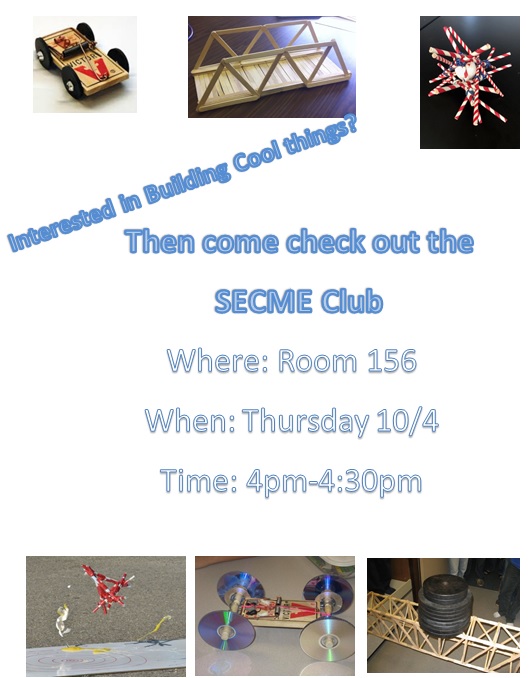 VICTOR
Interested in Building Cool things?
Then come check out the
SECME Club
Where: Room 156
When: Thursday 10/4
Time: 4pm-4:30pm